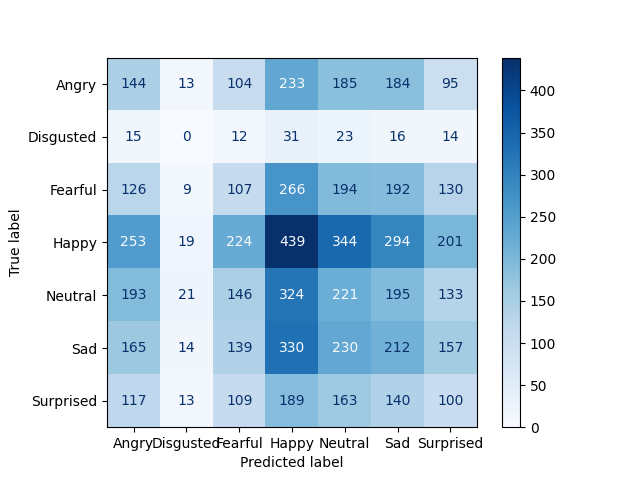 Angry 144 13 104 233 185 184 95
Disgusted 15 0 12 31 23 16 14
Fearful 126 9 107 266 194 192 130
Happy 253 19 224 439 344 294 201
Neutral 193 21 146 324 221 195 133
Sad 165 14 139 330 230 212 157
Surprised 117 13 109 189 163 140 100
Angry Disgusted Fearful Happy Neutral Sad Surprised
Predicted label
True label
400
350
300
250
200
150
100
50
0